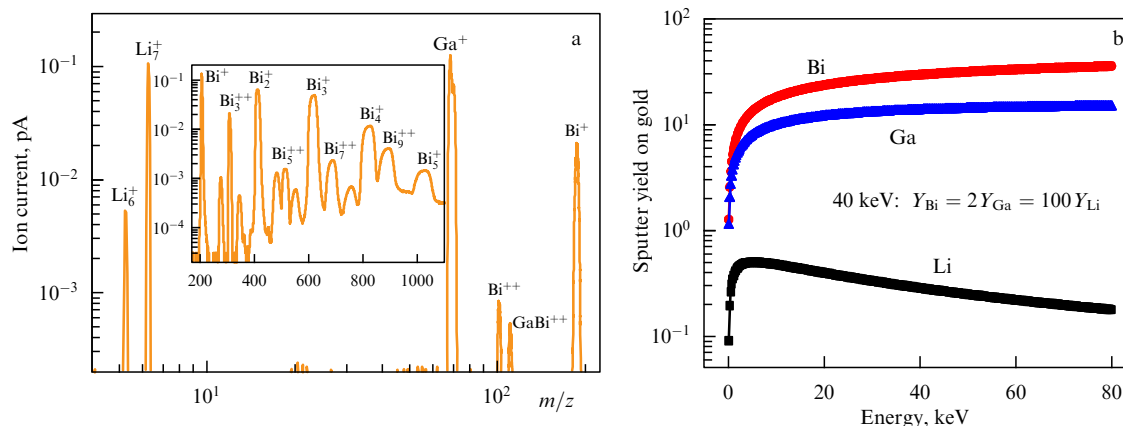 a
Ion current, pA
10⁻¹
10⁻²
10⁻³
Li₆⁺
Li₇⁺
Ga⁺
Bi⁺⁺
GaBi⁺⁺
Bi⁺
10¹
10²
m/z
10⁻¹
10⁻²
10⁻³
10⁻⁴
Bi⁺
Bi₃⁺⁺
Bi₂⁺
Bi₅⁺⁺
Bi₃⁺
Bi₇⁺⁺
Bi₄⁺
Bi₉⁺⁺
Bi₅⁺
200 400 600 800 1000
b
Sputter yield on gold
10²
10¹
10⁰
10⁻¹
Bi
Ga
40 keV: Y_Bi = 2 Y_Ga = 100 Y_Li
Li
0 20 40 60 80
Energy, keV